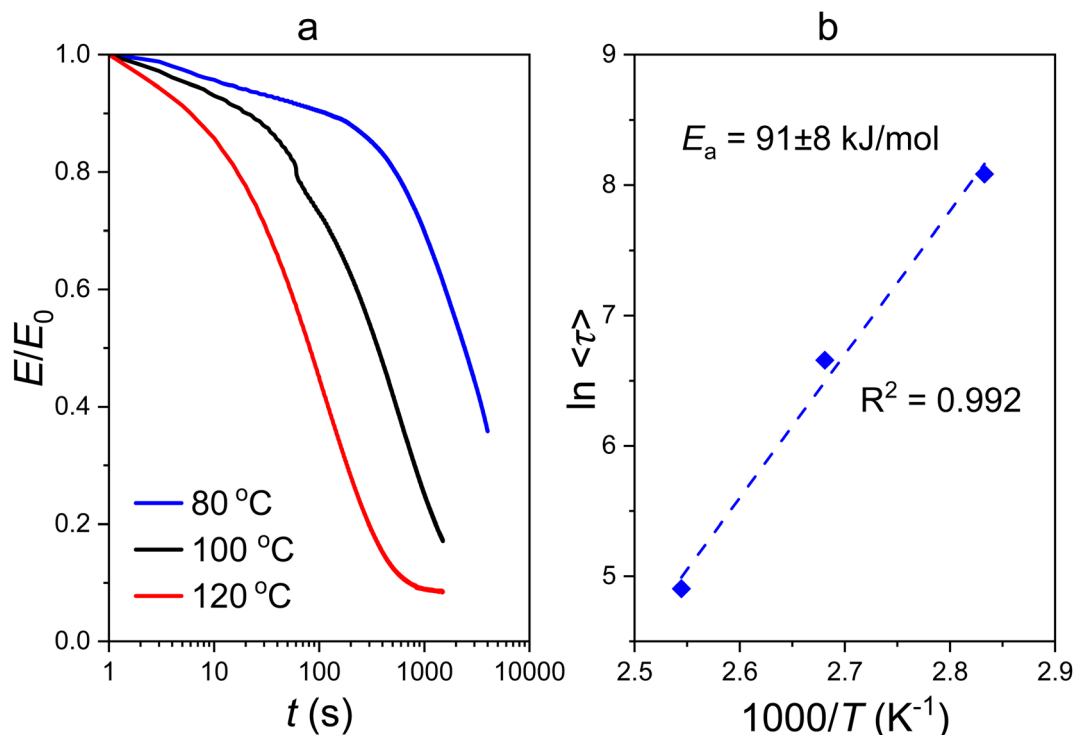 a
1.0
0.8
0.6
0.4
0.2
0.0
E/E₀
80 °C
100 °C
120 °C
1 10 100 1000 10000
t (s)
b
9
8
7
6
5
ln <τ>
Eₐ = 91±8 kJ/mol
R² = 0.992
2.5 2.6 2.7 2.8 2.9
1000/T (K⁻¹)